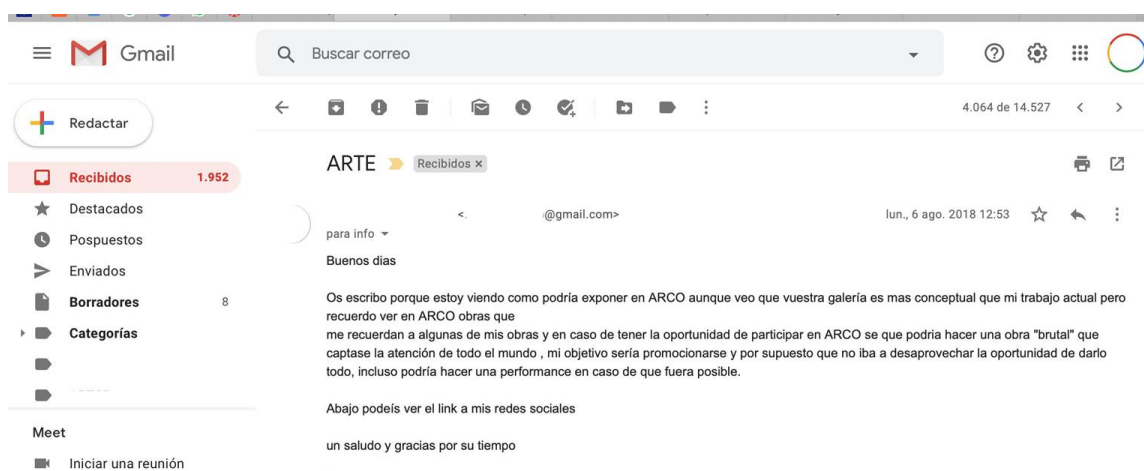 Gmail
Buscar correo
Redactar
4.064 de 14.527
ARTE Recibidos x
Recibidos 1.952
Destacados
< @gmail.com> lun., 6 ago. 2018 12:53
Pospuestos
para info
Enviados
Buenos dias
Borradores 8
Os escribo porque estoy viendo como podría exponer en ARCO aunque veo que vuestra galería es mas conceptual que mi trabajo actual pero
recuerdo ver en ARCO obras que
Categorías
me recuerdan a algunas de mis obras y en caso de tener la oportunidad de participar en ARCO se que podria hacer una obra "brutal" que
captase la atención de todo el mundo , mi objetivo sería promocionarse y por supuesto que no iba a desaprovechar la oportunidad de darlo
todo, incluso podría hacer una performance en caso de que fuera posible.
Abajo podeís ver el link a mis redes sociales
Meet
un saludo y gracias por su tiempo
Iniciar una reunión